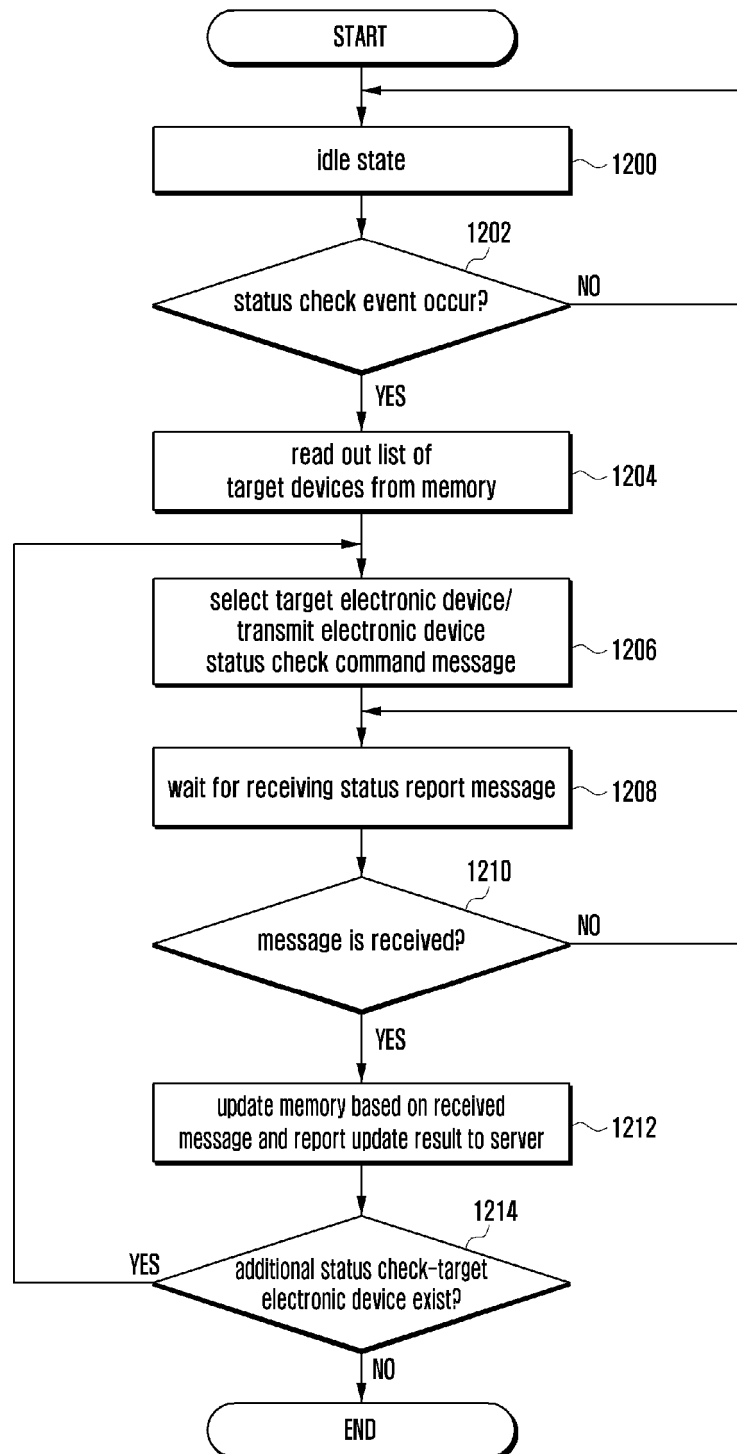 START
idle state
1200
1202
status check event occur?
NO
YES
read out list of
target devices from memory
1204
select target electronic device/
transmit electronic device
status check command message
1206
wait for receiving status report message
1208
1210
message is received?
NO
YES
update memory based on received
message and report update result to server
1212
1214
YES
additional status check-target
electronic device exist?
NO
END